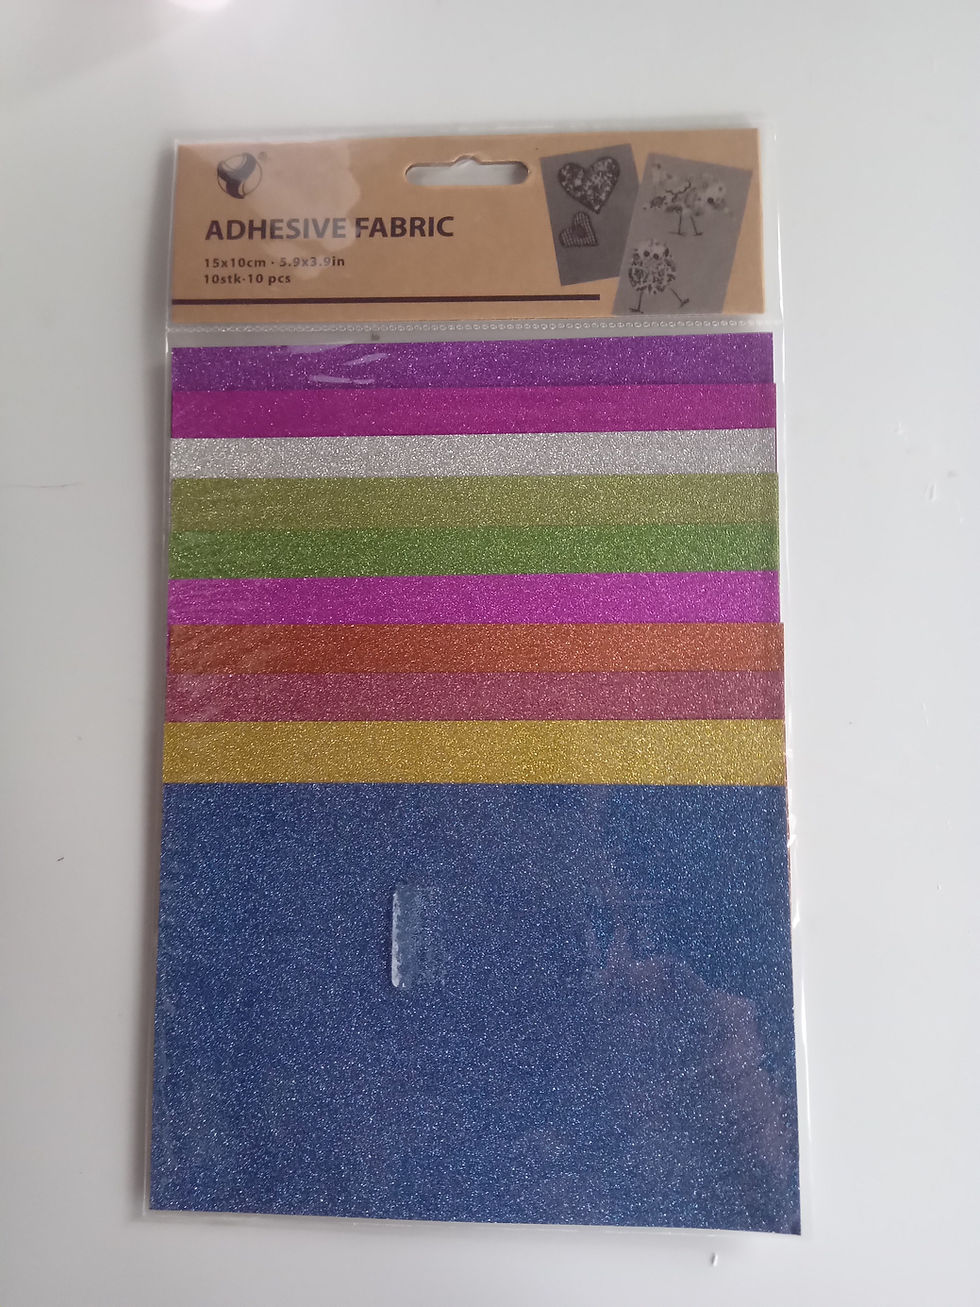 ADHESIVE FABRIC
15x10cm · 5.9x3.9in
10stk·10 pcs